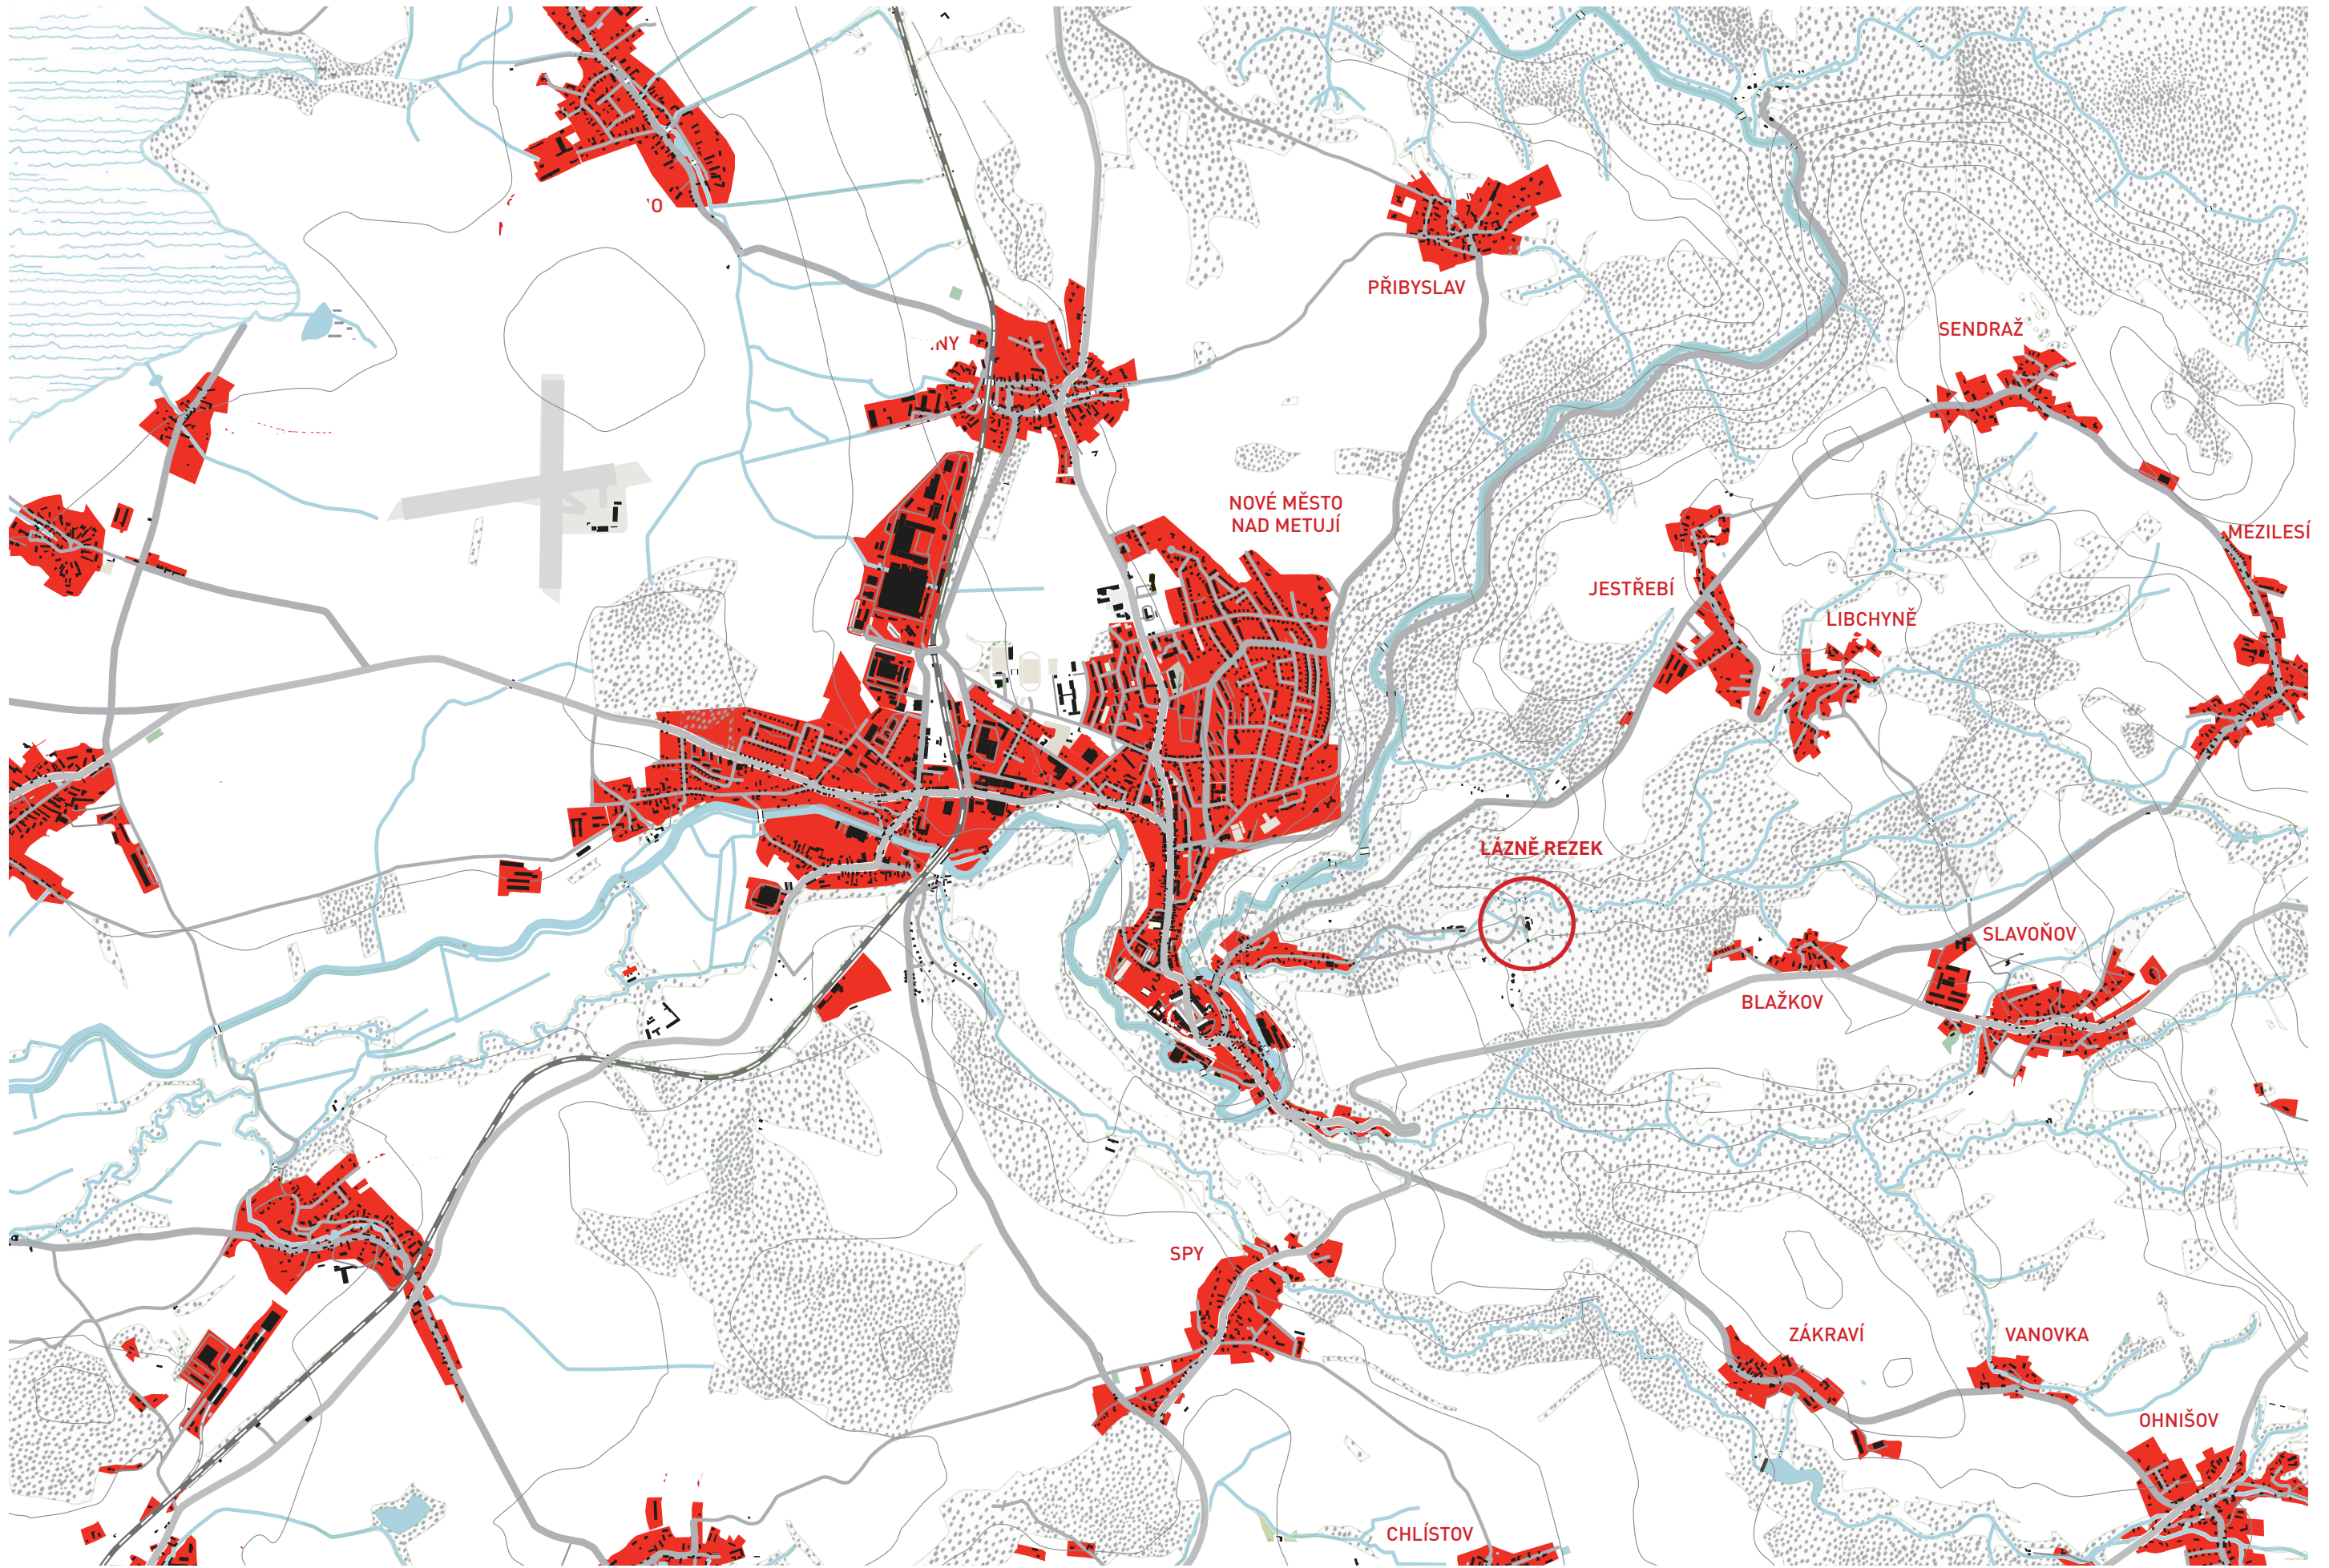 PŘIBYSLAV
SENDRAŽ
NOVÉ MĚSTO
NAD METUJÍ
MEZILESÍ
JESTŘEBÍ
LIBCHYNĚ
LÁZNĚ REZEK
SLAVOŇOV
BLAŽKOV
SPY
ZÁKRAVÍ
VANOVKA
OHNIŠOV
CHLÍSTOV